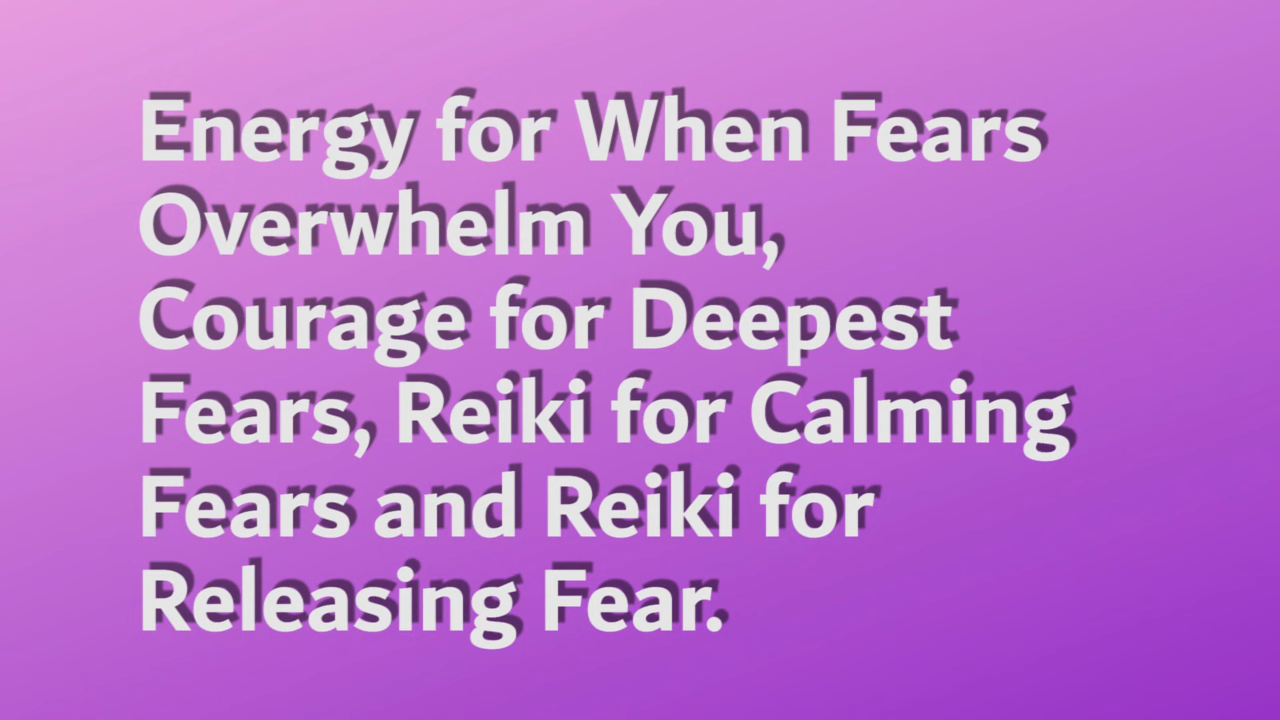 Energy for When Fears
Overwhelm You,
Courage for Deepest
Fears, Reiki for Calming
Fears and Reiki for
Releasing Fear.